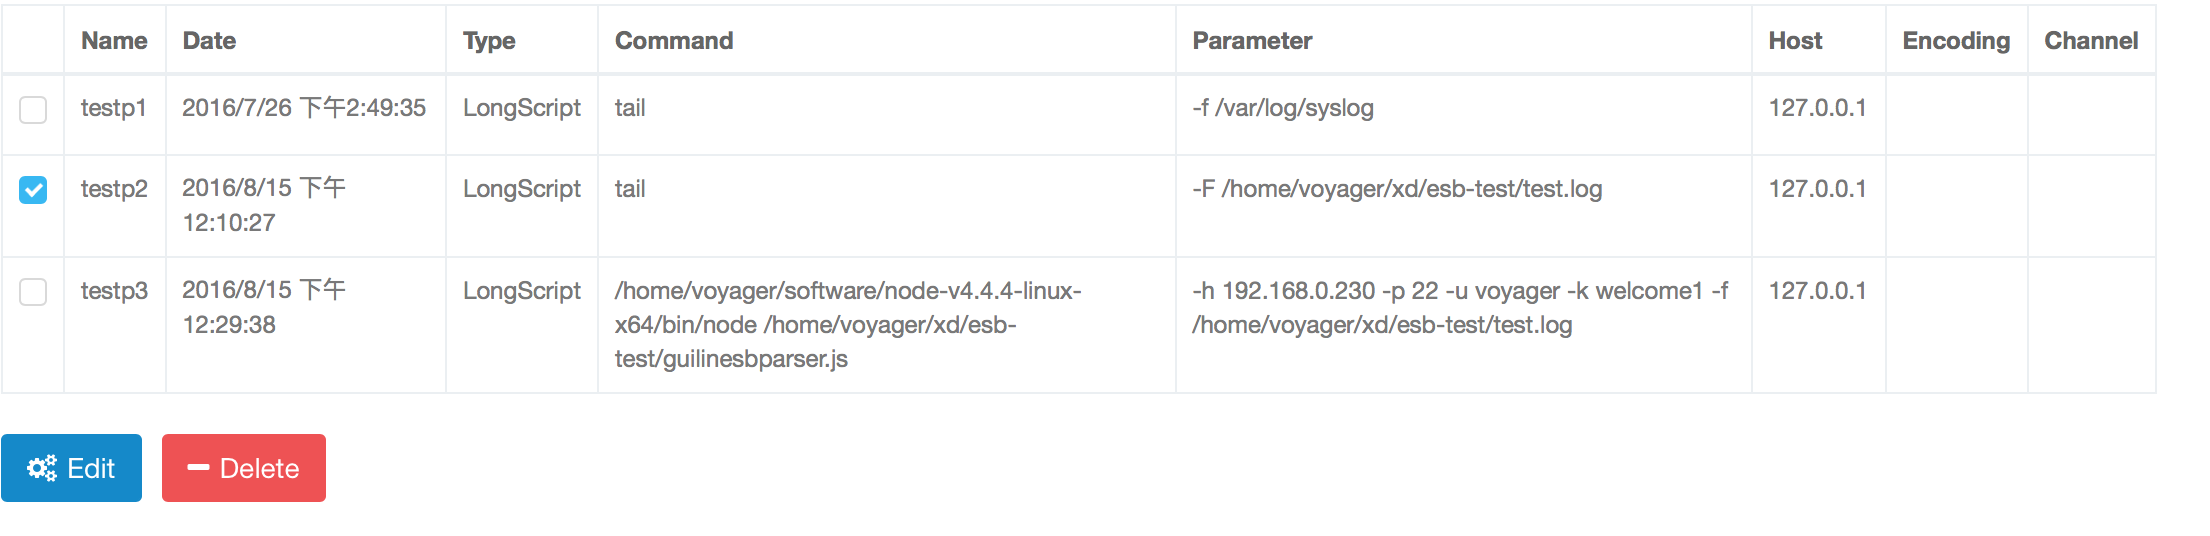 Name Date Type Command Parameter Host Encoding Channel
testp1 2016/7/26 下午2:49:35 LongScript tail -f /var/log/syslog 127.0.0.1
testp2 2016/8/15 下午 LongScript tail -F /home/voyager/xd/esb-test/test.log 127.0.0.1
12:10:27
testp3 2016/8/15 下午 LongScript /home/voyager/software/node-v4.4.4-linux- -h 192.168.0.230 -p 22 -u voyager -k welcome1 -f 127.0.0.1
12:29:38 x64/bin/node /home/voyager/xd/esb- /home/voyager/xd/esb-test/test.log
test/guilinesbparser.js
Edit Delete